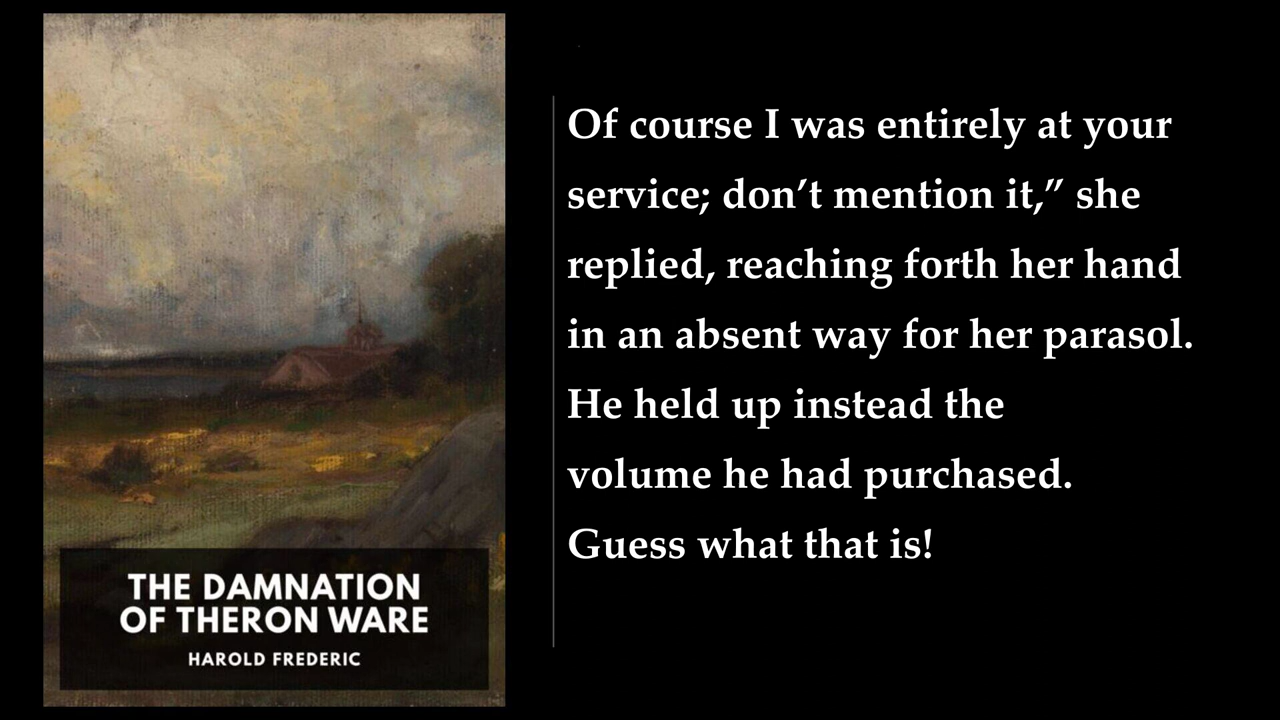 Of course I was entirely at your
service; don’t mention it,” she
replied, reaching forth her hand
in an absent way for her parasol.
He held up instead the
volume he had purchased.
Guess what that is!
THE DAMNATION
OF THERON WARE
HAROLD FREDERIC